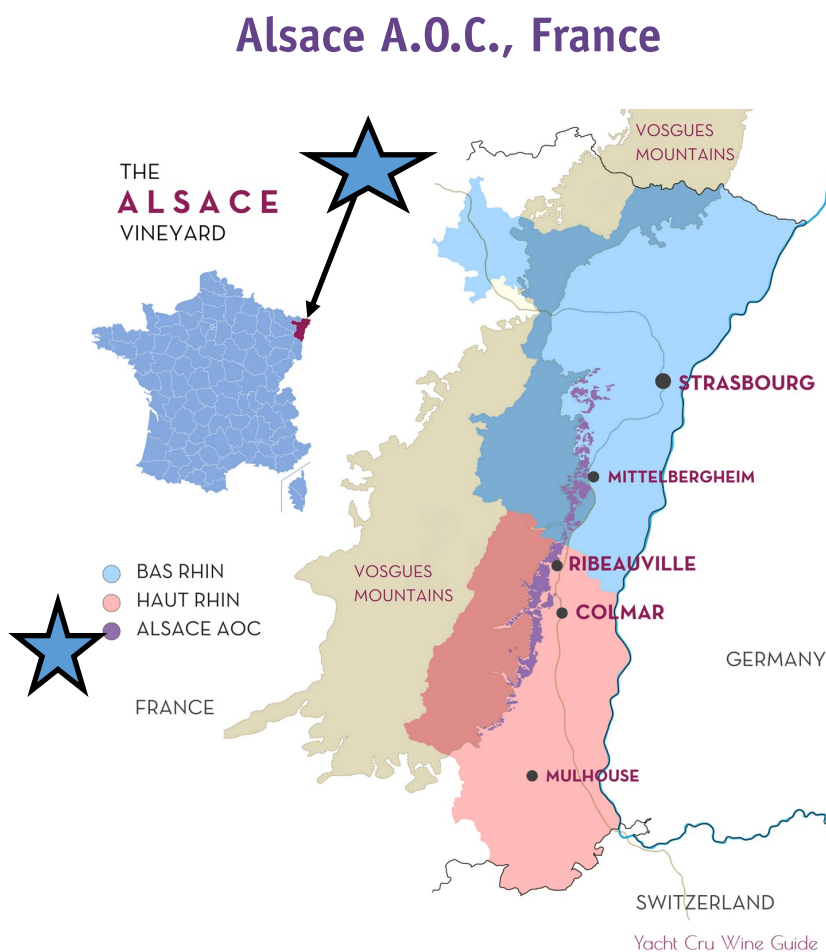 Alsace A.O.C., France
VOSGUES
MOUNTAINS
THE
ALSACE
VINEYARD
STRASBOURG
MITTELBERGHEIM
RIBEAUVILLE
COLMAR
BAS RHIN
HAUT RHIN
ALSACE AOC
VOSGUES
MOUNTAINS
GERMANY
FRANCE
MULHOUSE
SWITZERLAND
Yacht Cru Wine Guide